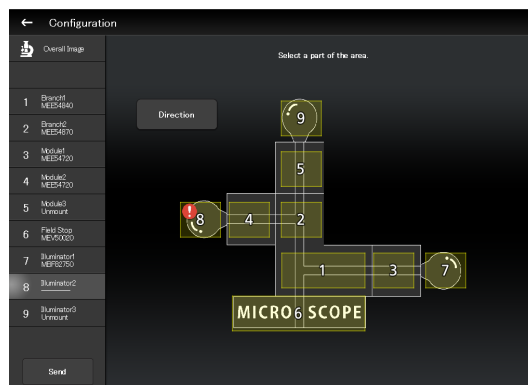 Configuration
Overall Image
Select a part of the area.
1 Branch1
MEE54840
2 Branch2
MEE54870
3 Module1
MEE54720
4 Module2
MEE54720
5 Module3
Unmount
6 Field Stop
MEV50020
7 Illuminator1
MBF82750
8 Illuminator2
9 Illuminator3
Unmount
Send
Direction
9
5
8
4
2
1
3
7
MICRO6 SCOPE